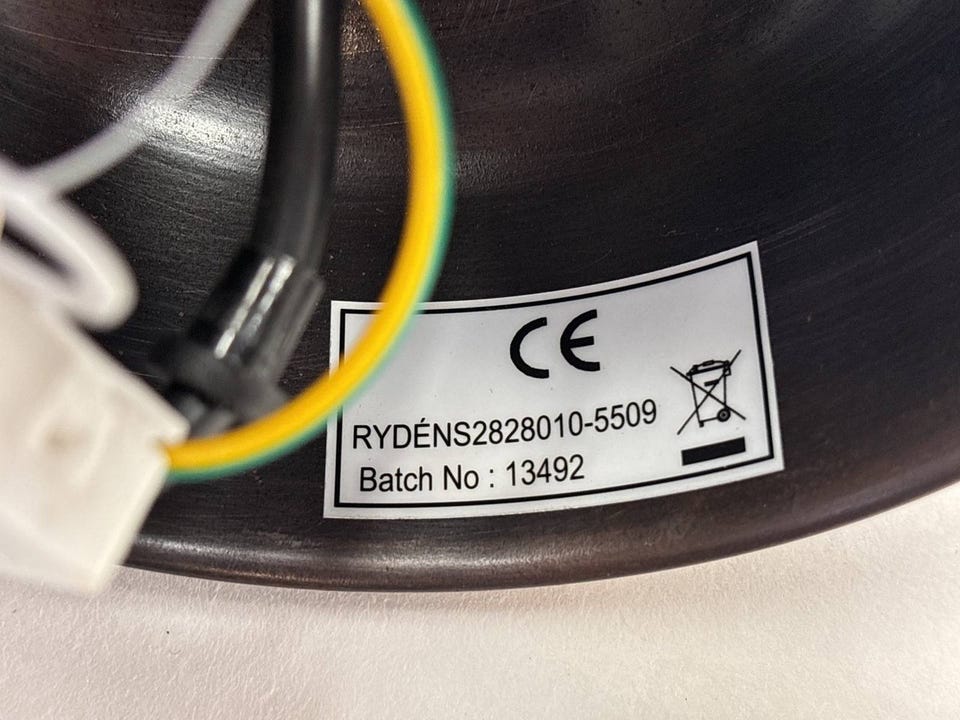 CE
RYDÉNS2828010-5509
Batch No : 13492